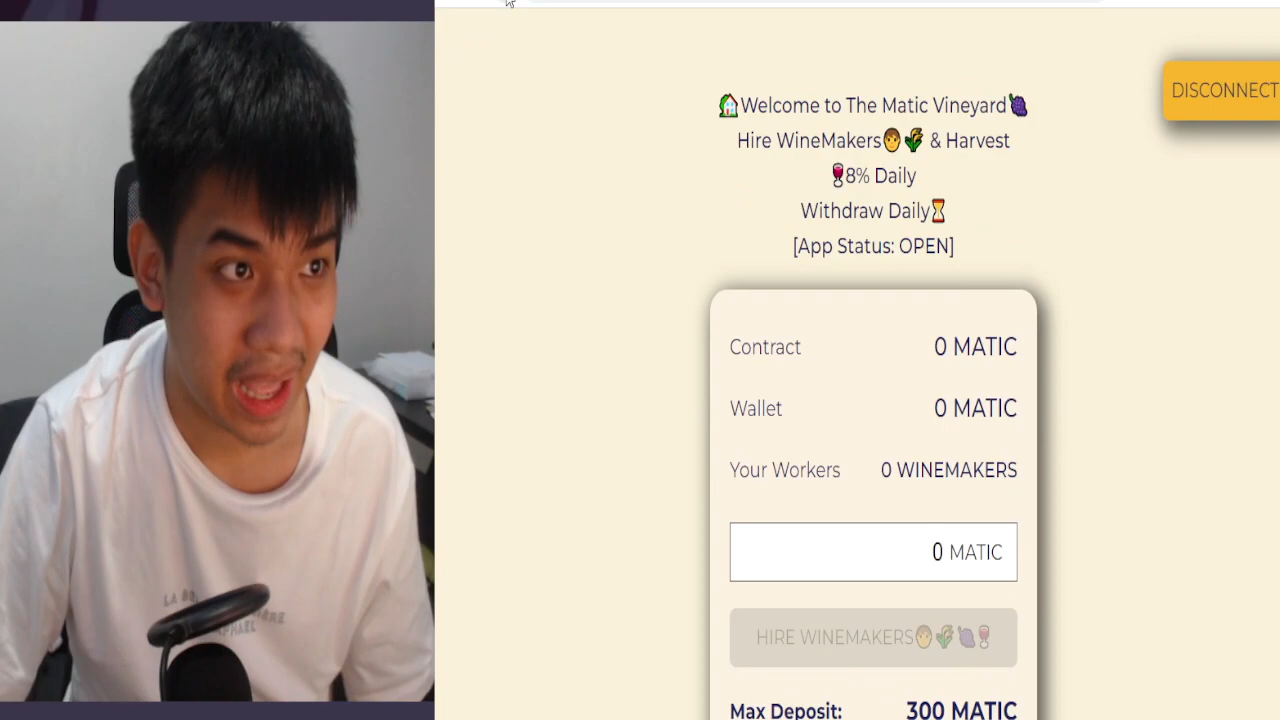 DISCONNECT
🏠Welcome to The Matic Vineyard🍇
Hire WineMakers👨🌾 & Harvest
🍷8% Daily
Withdraw Daily⏳
[App Status: OPEN]
Contract 0 MATIC
Wallet 0 MATIC
Your Workers 0 WINEMAKERS
0 MATIC
HIRE WINEMAKERS👨🌾🍇🍷
Max Deposit: 300 MATIC
LA